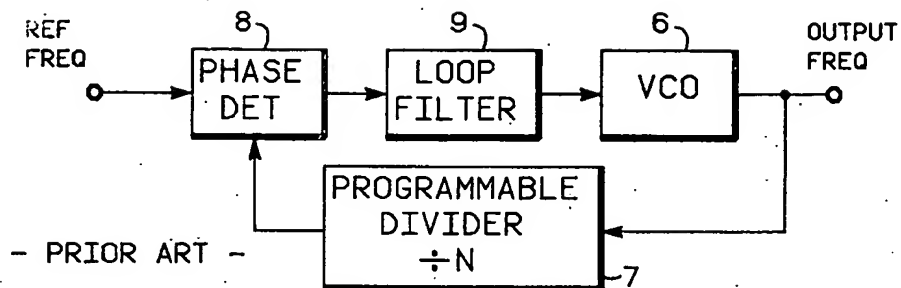 8
9
6
REF
FREQ
PHASE
DET
LOOP
FILTER
VCO
OUTPUT
FREQ
PROGRAMMABLE
DIVIDER
÷N
7
- PRIOR ART -